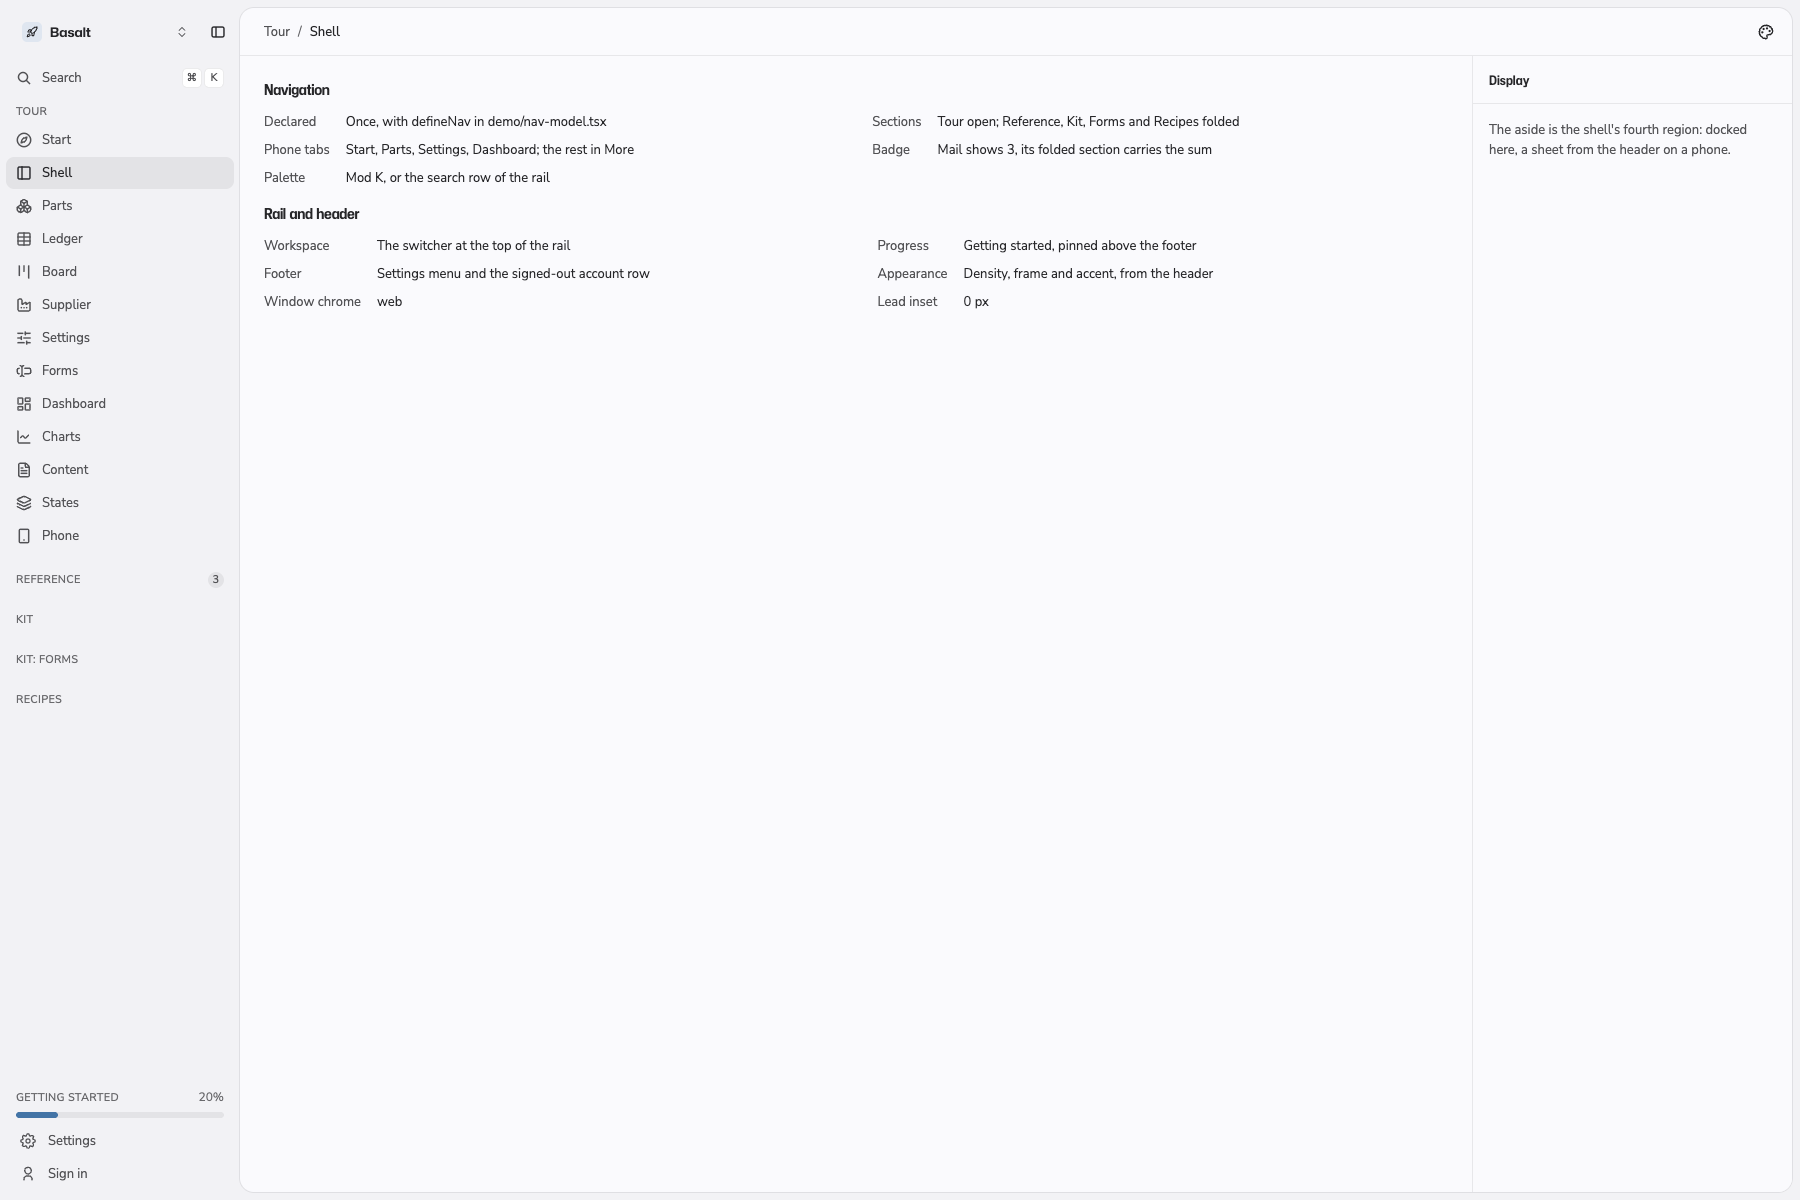 Basalt
Search ⌘ K
TOUR
Start
Shell
Parts
Ledger
Board
Supplier
Settings
Forms
Dashboard
Charts
Content
States
Phone
REFERENCE 3
KIT
KIT: FORMS
RECIPES
GETTING STARTED 20%
Settings
Sign in
Tour / Shell
Navigation
Declared Once, with defineNav in demo/nav-model.tsx
Sections Tour open; Reference, Kit, Forms and Recipes folded
Phone tabs Start, Parts, Settings, Dashboard; the rest in More
Badge Mail shows 3, its folded section carries the sum
Palette Mod K, or the search row of the rail
Rail and header
Workspace The switcher at the top of the rail
Progress Getting started, pinned above the footer
Footer Settings menu and the signed-out account row
Appearance Density, frame and accent, from the header
Window chrome web
Lead inset 0 px
Display
The aside is the shell's fourth region: docked
here, a sheet from the header on a phone.